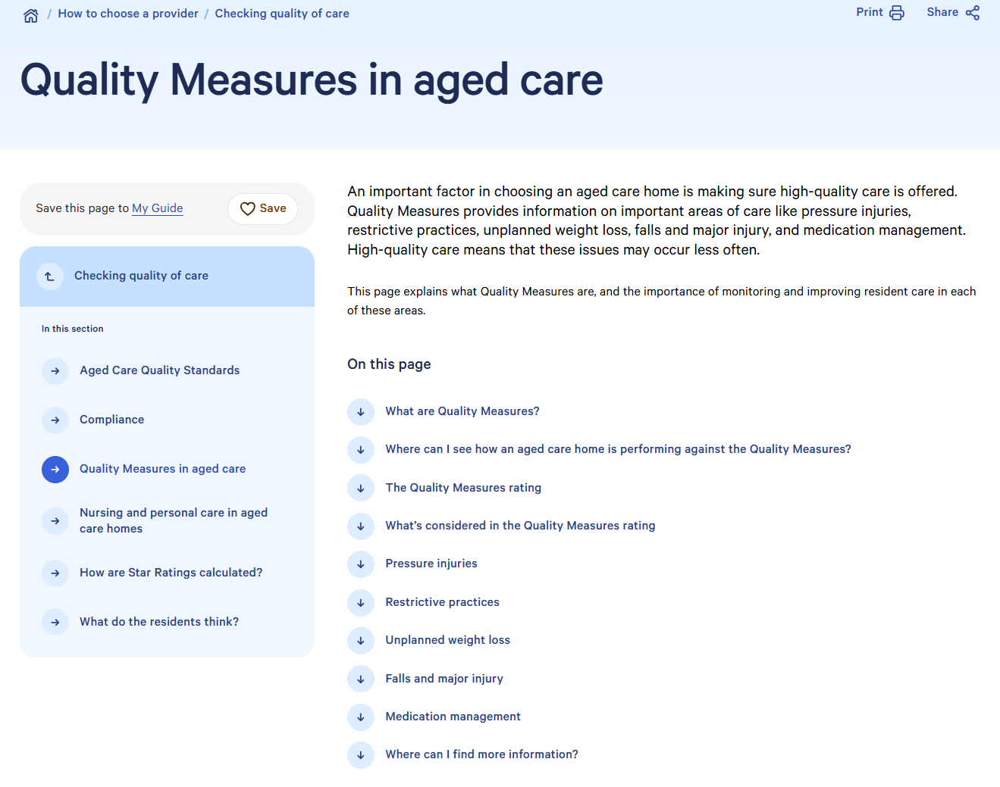 / How to choose a provider / Checking quality of care
Print
Share
Quality Measures in aged care
Save this page to My Guide
Save
Checking quality of care
In this section
Aged Care Quality Standards
Compliance
Quality Measures in aged care
Nursing and personal care in aged
care homes
How are Star Ratings calculated?
What do the residents think?
An important factor in choosing an aged care home is making sure high-quality care is offered.
Quality Measures provides information on important areas of care like pressure injuries,
restrictive practices, unplanned weight loss, falls and major injury, and medication management.
High-quality care means that these issues may occur less often.
This page explains what Quality Measures are, and the importance of monitoring and improving resident care in each
of these areas.
On this page
What are Quality Measures?
Where can I see how an aged care home is performing against the Quality Measures?
The Quality Measures rating
What’s considered in the Quality Measures rating
Pressure injuries
Restrictive practices
Unplanned weight loss
Falls and major injury
Medication management
Where can I find more information?